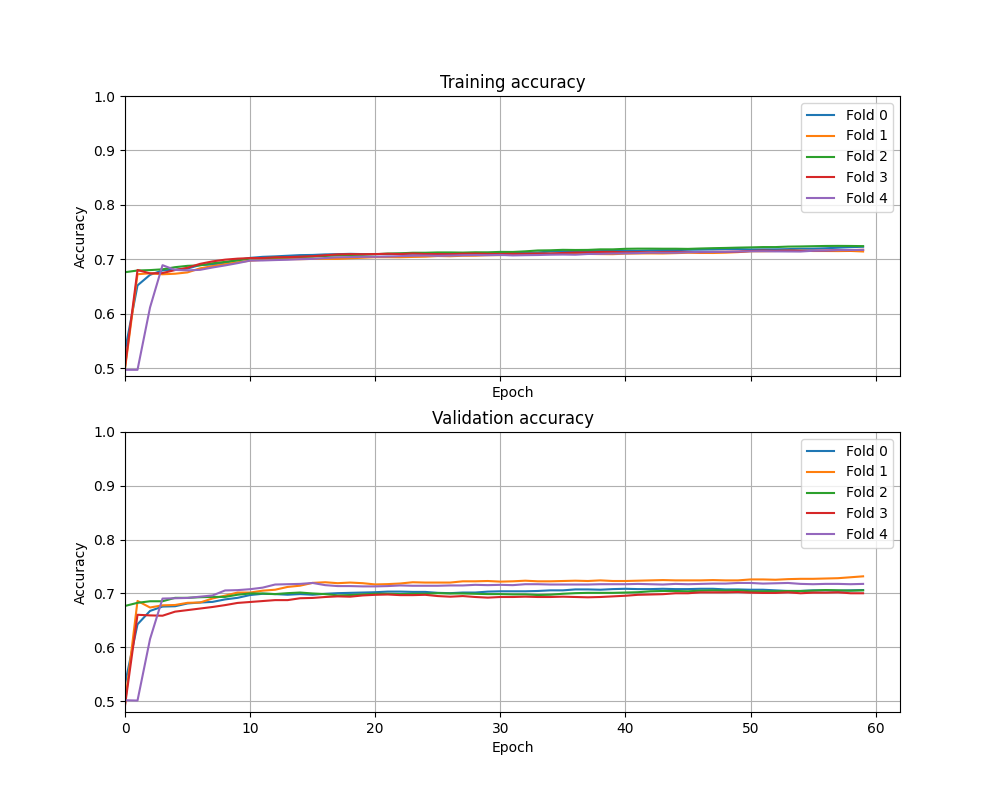 Training accuracy
1.0
0.9
0.8
0.7
0.6
0.5
Accuracy
Fold 0
Fold 1
Fold 2
Fold 3
Fold 4
Epoch
Validation accuracy
1.0
0.9
0.8
0.7
0.6
0.5
Accuracy
Fold 0
Fold 1
Fold 2
Fold 3
Fold 4
0 10 20 30 40 50 60
Epoch